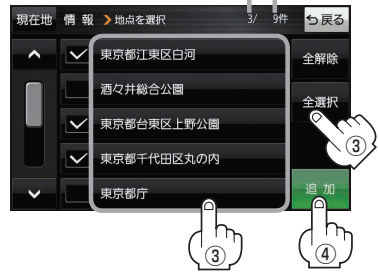 現在地 情報 地点を選択 3/ 9件 戻る
東京都江東区白河
全解除
酒々井総合公園
全選択
東京都台東区上野公園
③
東京都千代田区丸の内
東京都庁
追加
③
④